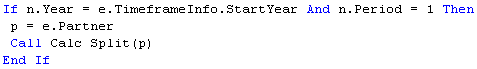 If n.Year = e.TimeframeInfo.StartYear And n.Period = 1 Then
 p = e.Partner
 Call Calc Split(p)
End If